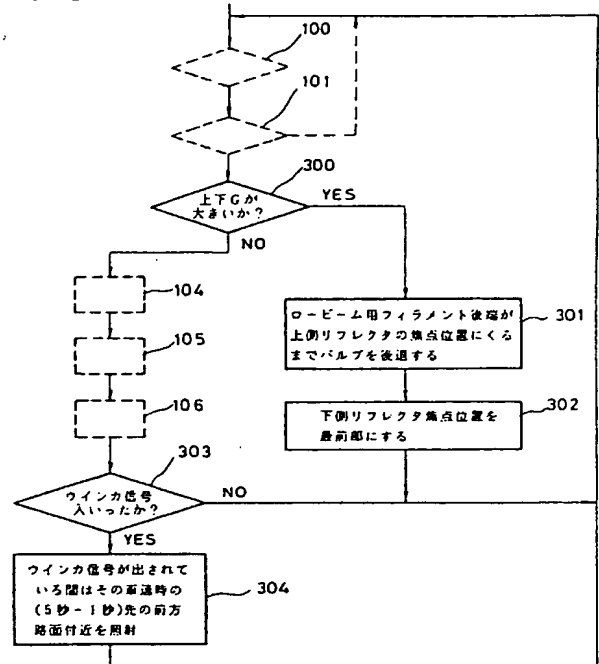 100
101
300
上下Gが
大きいか?
YES
NO
104
105
106
ロービーム用フィラメント後端が
上側リフレクタの焦点位置にくる
までバルブを後退する
301
下側リフレクタ焦点位置を
最前部にする
302
303
ウインカ信号
入いったか?
NO
YES
ウインカ信号が出されて
いる間はその車速時の
(5秒-1秒)先の前方
路面付近を照射
304